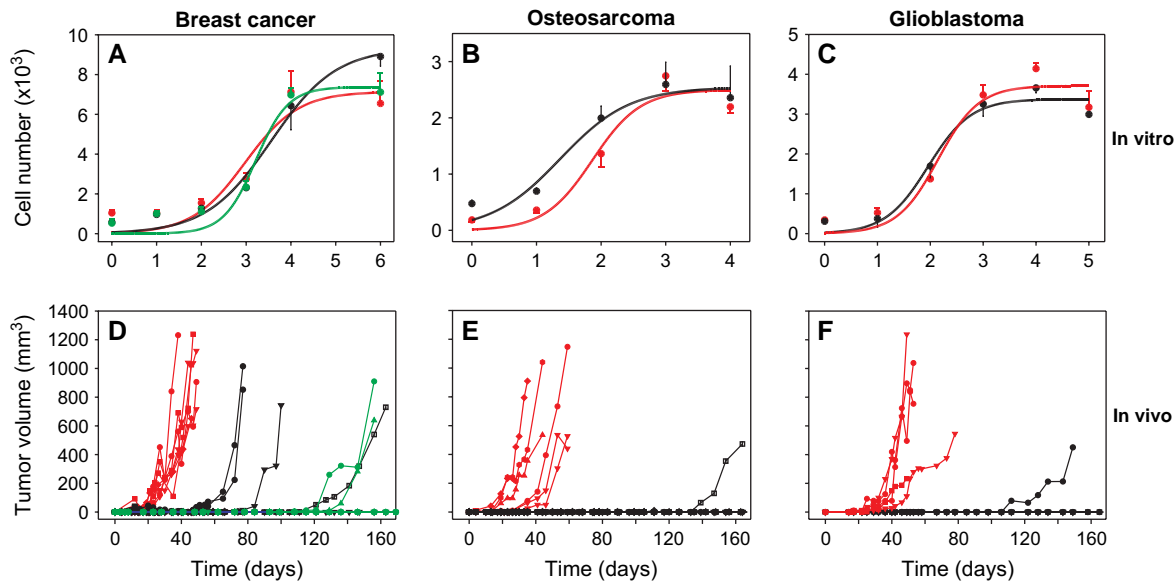 Breast cancer
Osteosarcoma
Glioblastoma
A
B
C
Cell number (x103)
10
8
6
4
2
0
3
2
1
0
5
4
3
2
1
0
0 1 2 3 4 5 6
0 1 2 3 4
0 1 2 3 4 5
In vitro
D
E
F
Tumor volume (mm3)
1400
1200
1000
800
600
400
200
0
0 40 80 120 160
0 40 80 120 160
0 40 80 120 160
Time (days)
Time (days)
Time (days)
In vivo